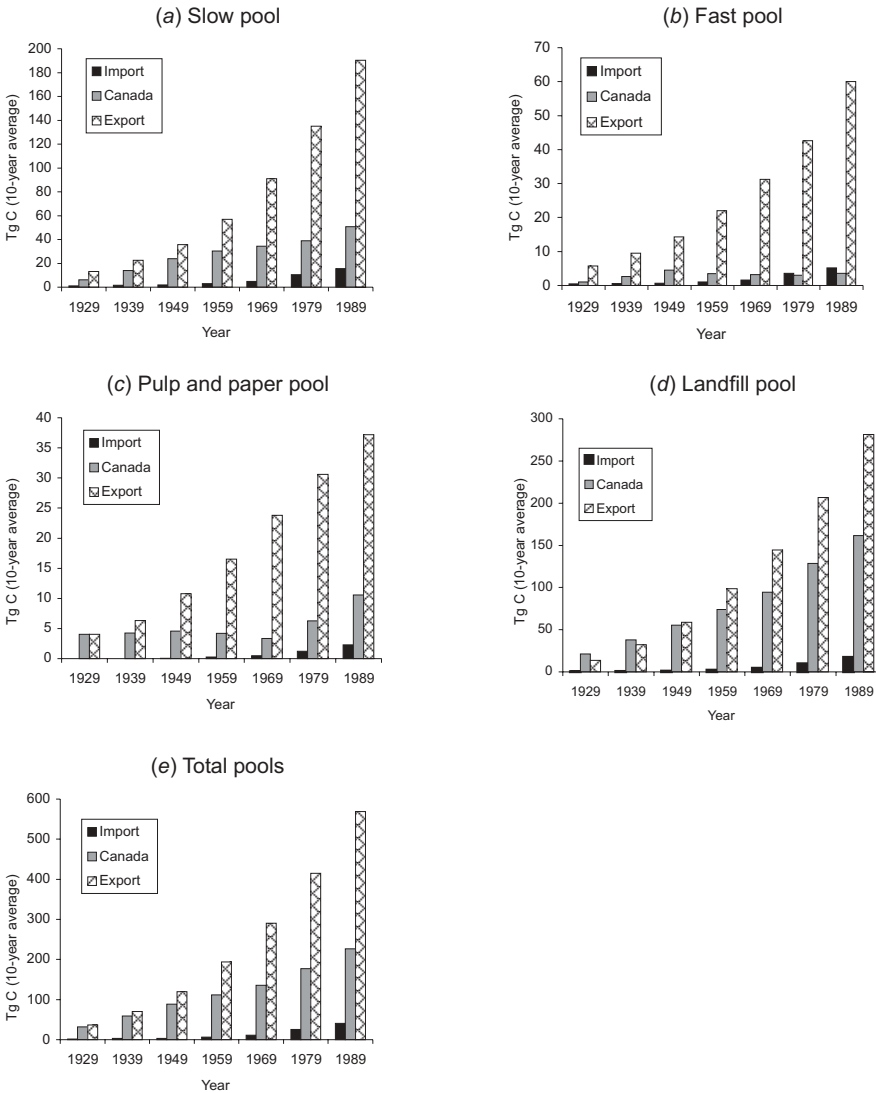 (a) Slow pool
200
180
160
140
120
100
80
60
40
20
0
Tg C (10-year average)
Import
Canada
Export
1929 1939 1949 1959 1969 1979 1989
Year
(b) Fast pool
70
60
50
40
30
20
10
0
Tg C (10-year average)
Import
Canada
Export
1929 1939 1949 1959 1969 1979 1989
Year
(c) Pulp and paper pool
40
35
30
25
20
15
10
5
0
Tg C (10-year average)
Import
Canada
Export
1929 1939 1949 1959 1969 1979 1989
Year
(d) Landfill pool
300
250
200
150
100
50
0
Tg C (10-year average)
Import
Canada
Export
1929 1939 1949 1959 1969 1979 1989
Year
(e) Total pools
600
500
400
300
200
100
0
Tg C (10-year average)
Import
Canada
Export
1929 1939 1949 1959 1969 1979 1989
Year